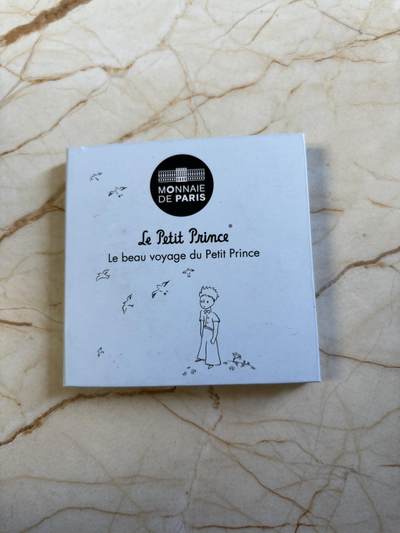 MONNAIE
DE PARIS
Le Petit Prince®
Le beau voyage du Petit Prince